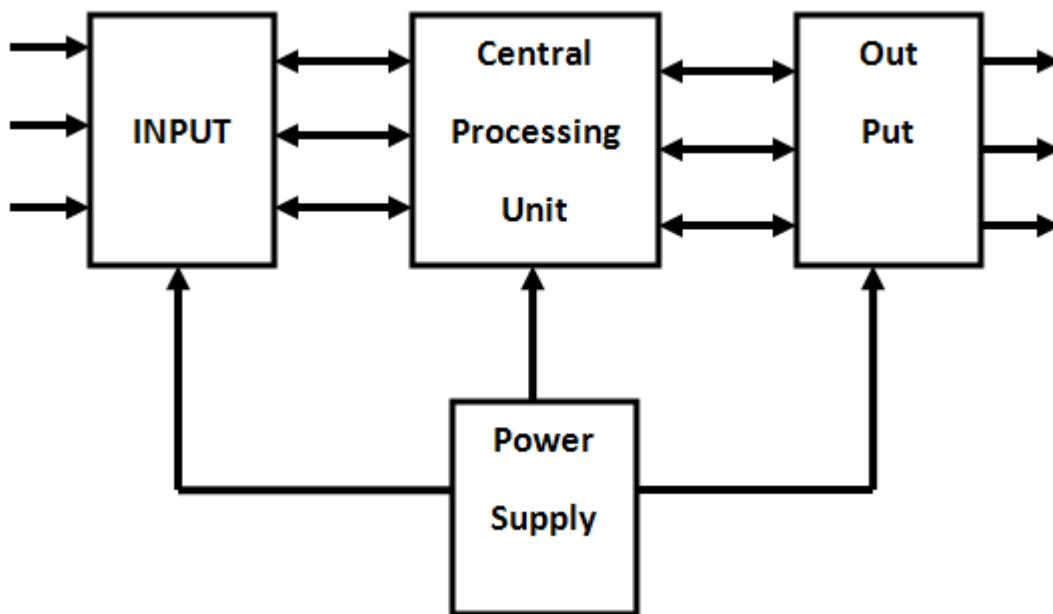 INPUT
Central
Processing
Unit
Out
Put
Power
Supply